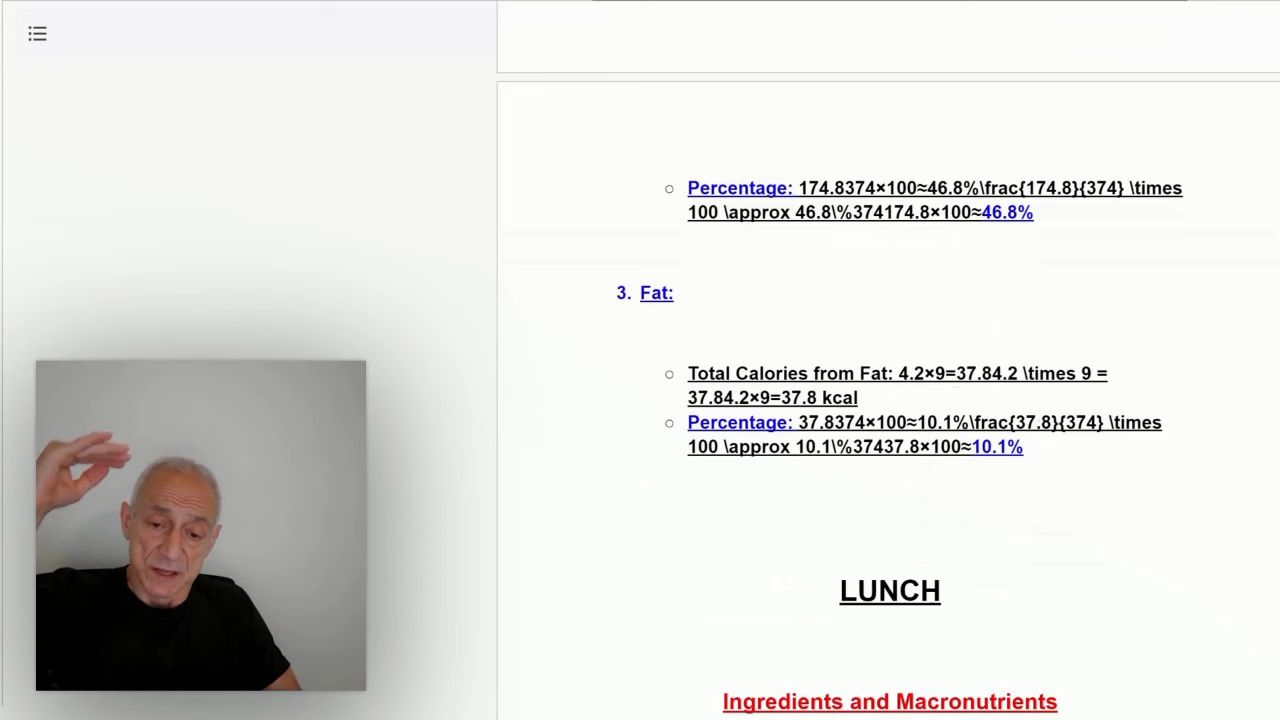 Percentage: 174.8374×100≈46.8%\frac{174.8}{374} \times
100 \approx 46.8\%374174.8×100≈46.8%
3. Fat:
Total Calories from Fat: 4.2×9=37.84.2 \times 9 =
37.84.2×9=37.8 kcal
Percentage: 37.8374×100≈10.1%\frac{37.8}{374} \times
100 \approx 10.1\%37437.8×100≈10.1%
LUNCH
Ingredients and Macronutrients